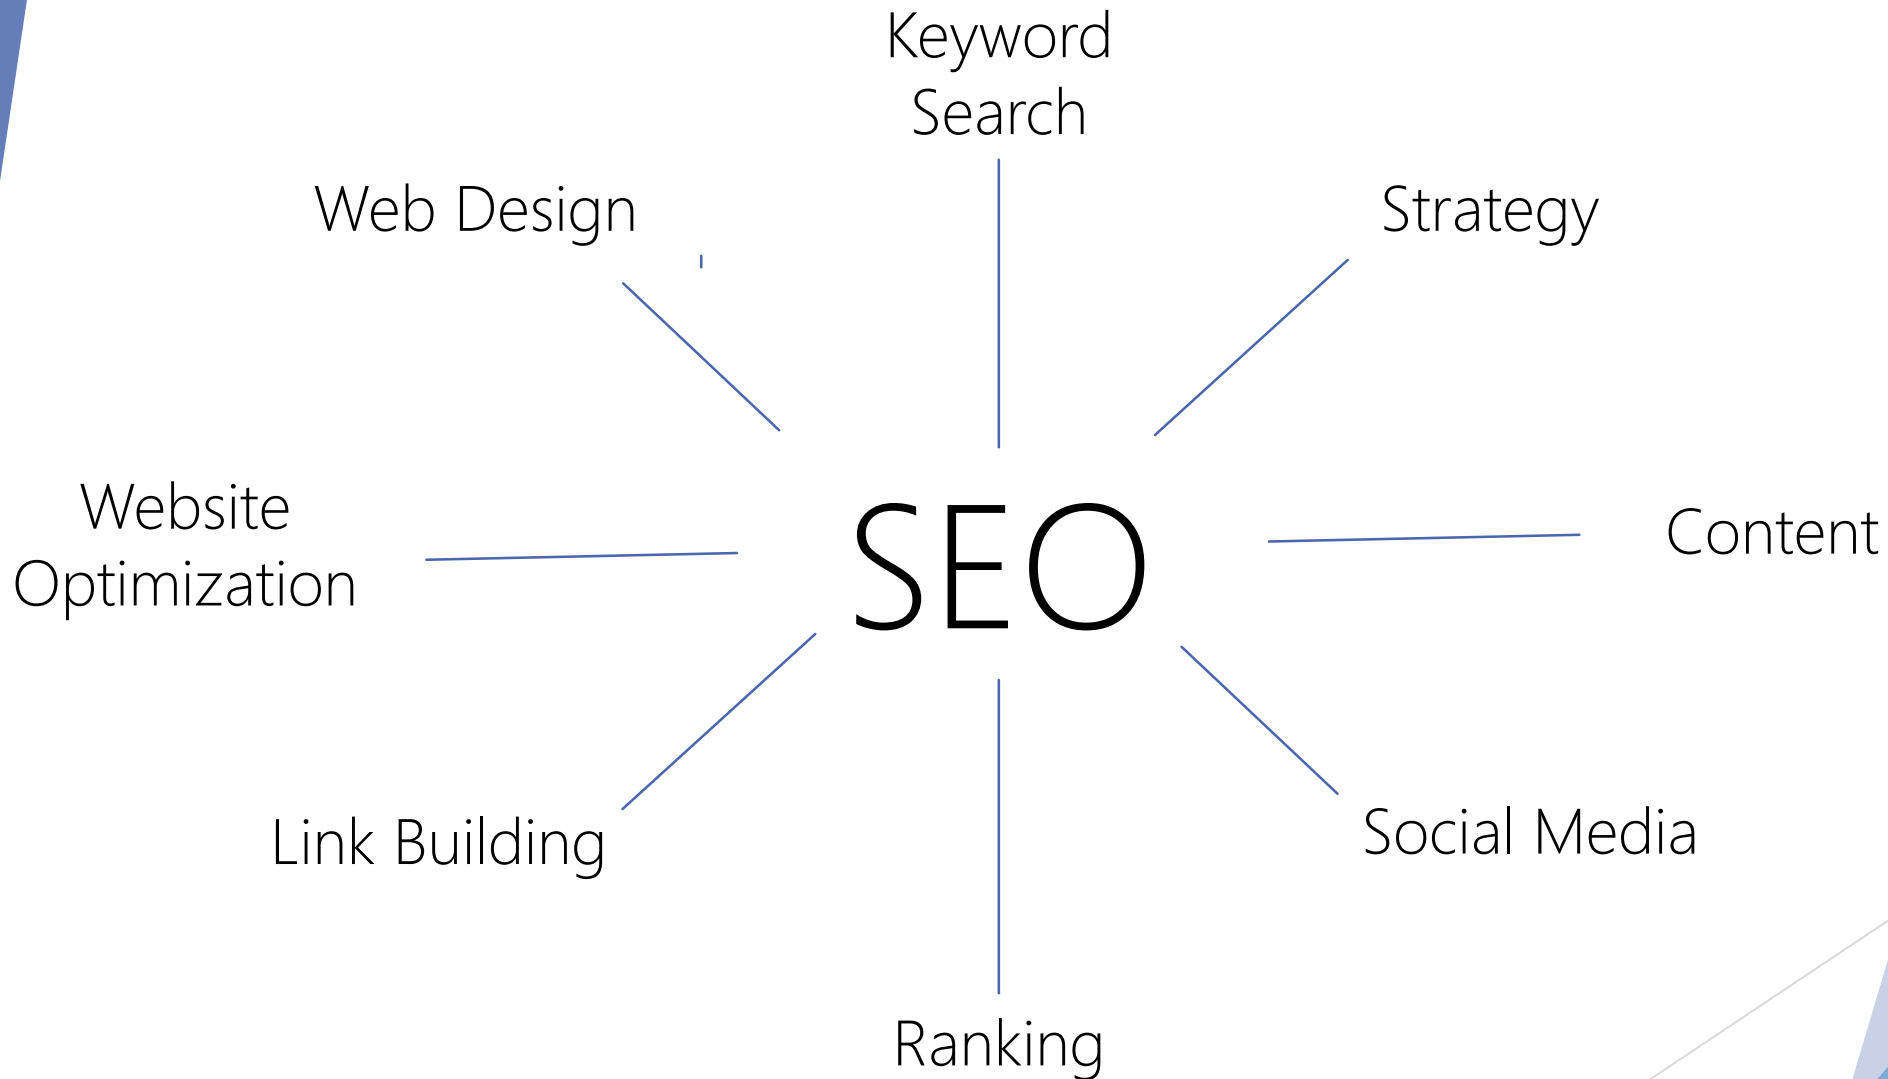 Keyword
Search
Web Design
Strategy
SEO
Website
Optimization
Content
Link Building
Social Media
Ranking